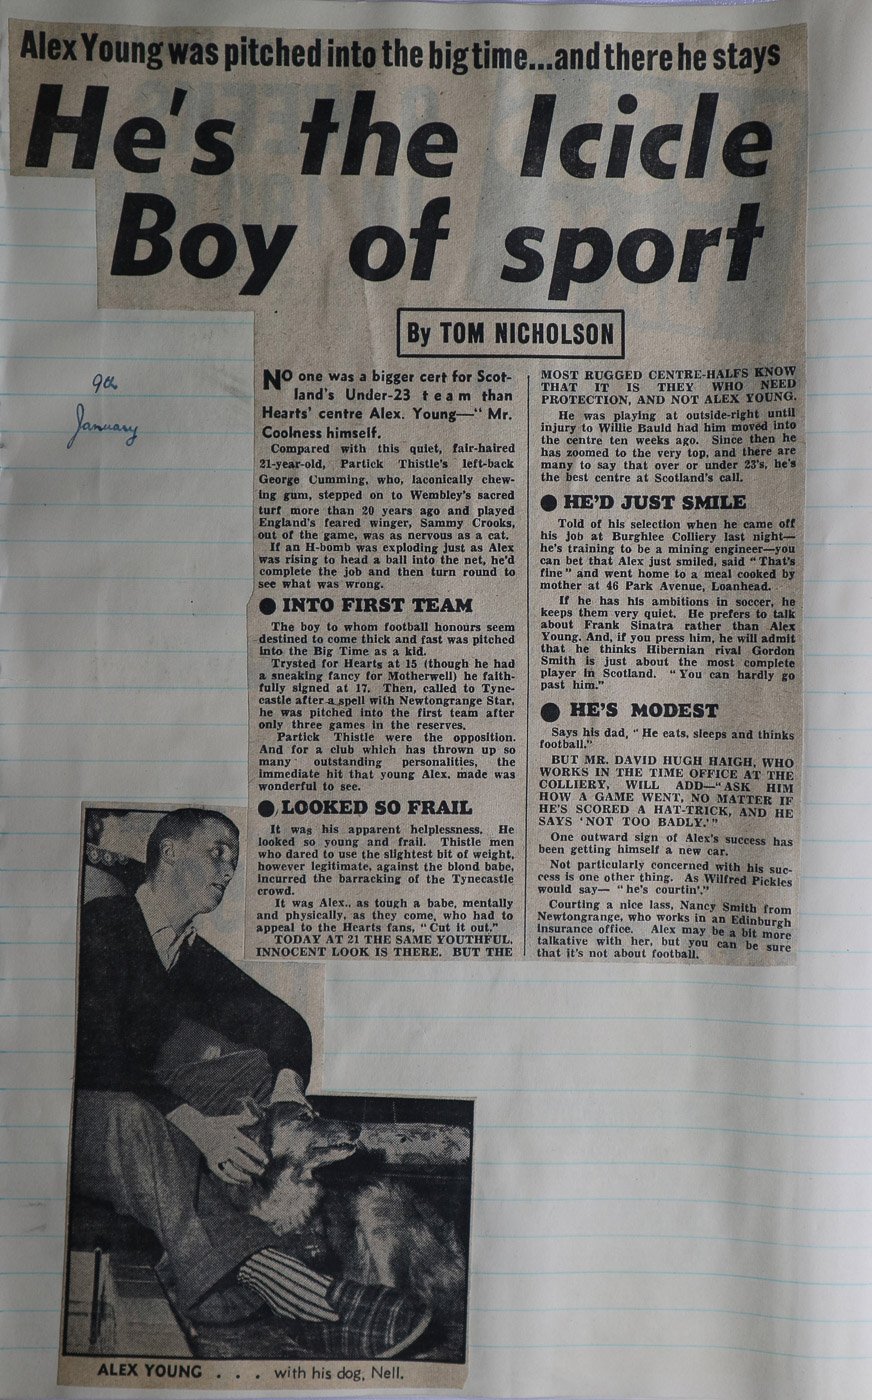 Alex Young was pitched into the big time...and there he stays
He's the Icicle
Boy of sport
By TOM NICHOLSON
9th
January
NO one was a bigger cert for Scot-
land's Under-23 team than
Hearts' centre Alex. Young—“ Mr.
Coolness himself.
Compared with this quiet, fair-haired
21-year-old, Partick Thistle's left-back
George Cumming, who, laconically chew-
ing gum, stepped on to Wembley's sacred
turf more than 20 years ago and played
England's feared winger, Sammy Crooks,
out of the game, was as nervous as a cat.
If an H-bomb was exploding just as Alex
was rising to head a ball into the net, he'd
complete the job and then turn round to
see what was wrong.
● INTO FIRST TEAM
The boy to whom football honours seem
destined to come thick and fast was pitched
into the Big Time as a kid.
Trysted for Hearts at 15 (though he had
a sneaking fancy for Motherwell) he faith-
fully signed at 17. Then, called to Tyne-
castle after a spell with Newtongrange Star,
he was pitched into the first team after
only three games in the reserves.
Partick Thistle were the opposition.
And for a club which has thrown up so
many outstanding personalities, the
immediate hit that young Alex. made was
wonderful to see.
● LOOKED SO FRAIL
It was his apparent helplessness. He
looked so young and frail. Thistle men
who dared to use the slightest bit of weight,
however legitimate, against the blond babe,
incurred the barracking of the Tynecastle
crowd.
It was Alex., as tough a babe, mentally
and physically, as they come, who had to
appeal to the Hearts fans, “ Cut it out.”
TODAY AT 21 THE SAME YOUTHFUL,
INNOCENT LOOK IS THERE. BUT THE
MOST RUGGED CENTRE-HALFS KNOW
THAT IT IS THEY WHO NEED
PROTECTION, AND NOT ALEX YOUNG.
He was playing at outside-right until
injury to Willie Bauld had him moved into
the centre ten weeks ago. Since then he
has zoomed to the very top, and there are
many to say that over or under 23's, he's
the best centre at Scotland's call.
● HE'D JUST SMILE
Told of his selection when he came off
his job at Burghlee Colliery last night—
he's training to be a mining engineer—you
can bet that Alex just smiled, said “ That's
fine ” and went home to a meal cooked by
mother at 46 Park Avenue, Loanhead.
If he has his ambitions in soccer, he
keeps them very quiet. He prefers to talk
about Frank Sinatra rather than Alex
Young. And, if you press him, he will admit
that he thinks Hibernian rival Gordon
Smith is just about the most complete
player in Scotland. “ You can hardly go
past him.”
● HE'S MODEST
Says his dad, “ He eats, sleeps and thinks
football.”
BUT MR. DAVID HUGH HAIGH, WHO
WORKS IN THE TIME OFFICE AT THE
COLLIERY, WILL ADD—“ASK HIM
HOW A GAME WENT, NO MATTER IF
HE'S SCORED A HAT-TRICK, AND HE
SAYS ‘NOT TOO BADLY.’”
One outward sign of Alex's success has
been getting himself a new car.
Not particularly concerned with his suc-
cess is one other thing. As Wilfred Pickles
would say— “ he's courtin'.”
Courting a nice lass, Nancy Smith from
Newtongrange, who works in an Edinburgh
insurance office. Alex may be a bit more
talkative with her, but you can be sure
that it's not about football.
ALEX YOUNG . . . with his dog, Nell.